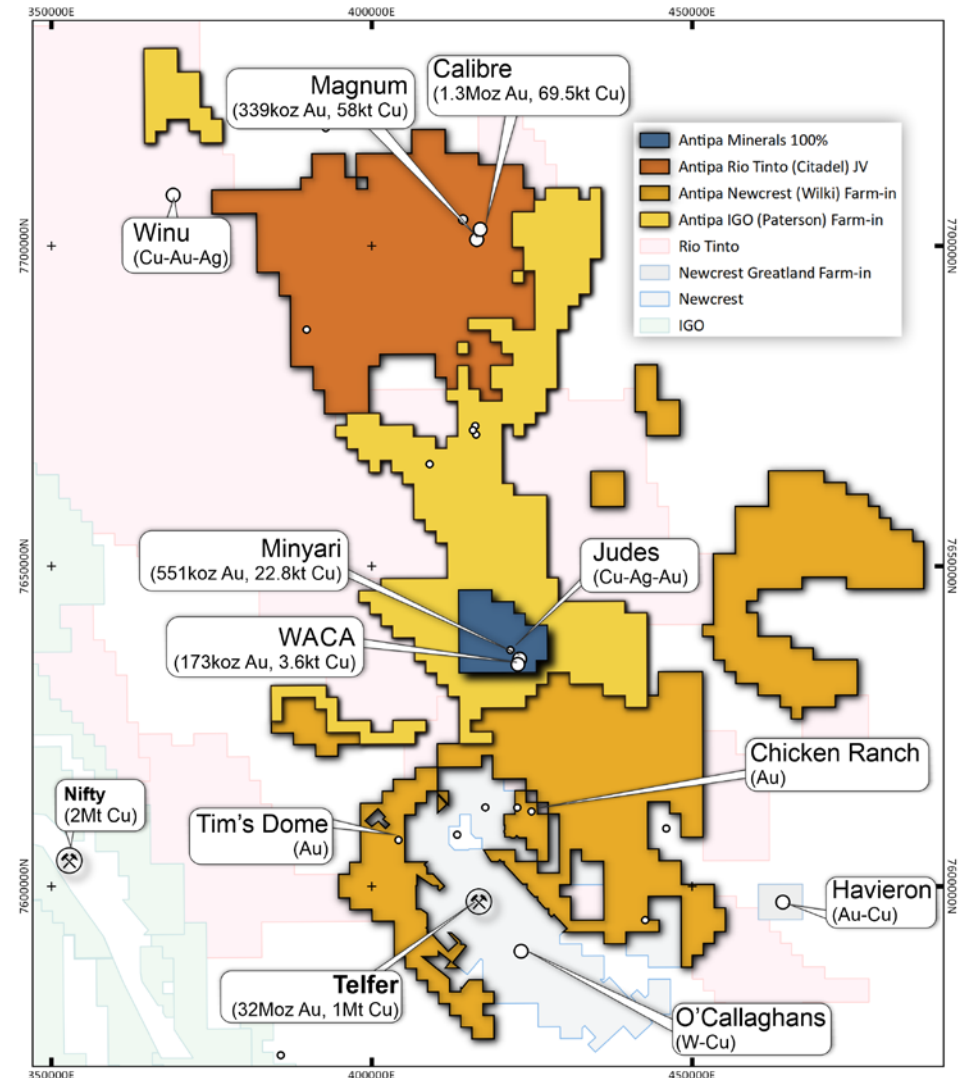 350000E
400000E
450000E
Magnum
(339koz Au, 58kt Cu)
Calibre
(1.3Moz Au, 69.5kt Cu)
Antipa Minerals 100%
Antipa Rio Tinto (Citadel) JV
Antipa Newcrest (Wilki) Farm-in
Antipa IGO (Paterson) Farm-in
Rio Tinto
Newcrest Greatland Farm-in
Newcrest
IGO
Winu
(Cu-Au-Ag)
7700000N
7700000N
Minyari
(551koz Au, 22.8kt Cu)
Judes
(Cu-Ag-Au)
7650000N
7650000N
WACA
(173koz Au, 3.6kt Cu)
Chicken Ranch
(Au)
Nifty
(2Mt Cu)
Tim's Dome
(Au)
7600000N
7600000N
Havieron
(Au-Cu)
Telfer
(32Moz Au, 1Mt Cu)
O'Callaghans
(W-Cu)
350000E
400000E
450000E